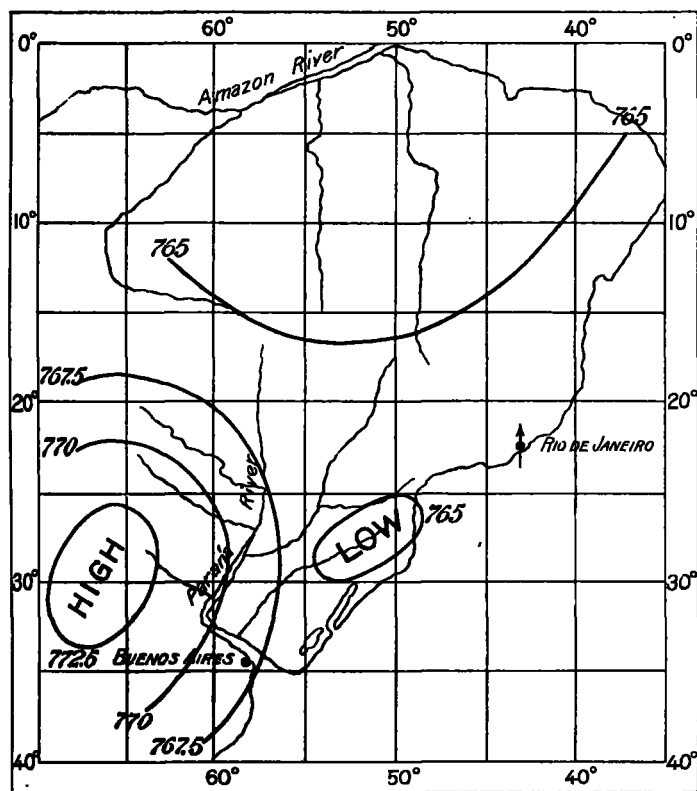 60° 50° 40°
0° 0°
Amazon River
765
10° 10°
765
767.5
20° 20°
770
RIO DE JANEIRO
River
LOW 765
HIGH
Paraná
30° 30°
772.5 BUENOS AIRES
770
767.5
40° 40°
60° 50° 40°